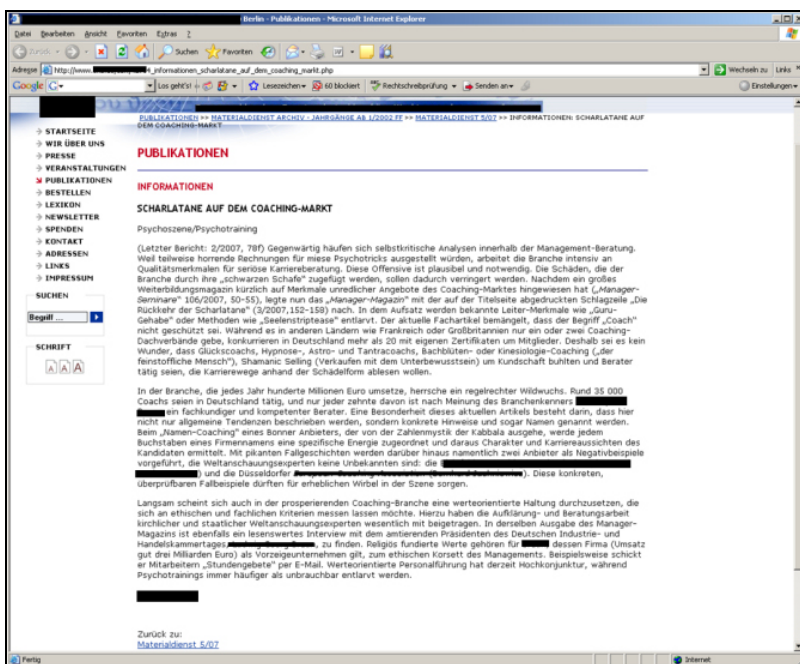 Berlin - Publikationen - Microsoft Internet Explorer
Datei Bearbeiten Ansicht Favoriten Extras ?
Zurück Suchen Favoriten
Adresse http://www. _informationen_scharlatane_auf_dem_coaching_markt.php Wechseln zu Links
Google Los geht's! Lesezeichen 60 blockiert Rechtschreibprüfung Senden an Einstellungen
PUBLIKATIONEN >> MATERIALDIENST ARCHIV - JAHRGÄNGE AB 1/2002 FF >> MATERIALDIENST 5/07 >> INFORMATIONEN: SCHARLATANE AUF
DEM COACHING-MARKT
STARTSEITE
WIR ÜBER UNS
PRESSE
VERANSTALTUNGEN
PUBLIKATIONEN
BESTELLEN
LEXIKON
NEWSLETTER
SPENDEN
KONTAKT
ADRESSEN
LINKS
IMPRESSUM
SUCHEN
Begriff ...
SCHRIFT
A A A
PUBLIKATIONEN
INFORMATIONEN
SCHARLATANE AUF DEM COACHING-MARKT
Psychoszene/Psychotraining
(Letzter Bericht: 2/2007, 78f) Gegenwärtig häufen sich selbstkritische Analysen innerhalb der Management-Beratung.
Weil teilweise horrende Rechnungen für miese Psychotricks ausgestellt würden, arbeitet die Branche intensiv an
Qualitätsmerkmalen für seriöse Karriereberatung. Diese Offensive ist plausibel und notwendig. Die Schäden, die der
Branche durch ihre „schwarzen Schafe" zugefügt werden, sollen dadurch verringert werden. Nachdem ein großes
Weiterbildungsmagazin kürzlich auf Merkmale unredlicher Angebote des Coaching-Marktes hingewiesen hat („Manager-
Seminare" 106/2007, 50-55), legte nun das „Manager-Magazin" mit der auf der Titelseite abgedruckten Schlagzeile „Die
Rückkehr der Scharlatane" (3/2007,152-158) nach. In dem Aufsatz werden bekannte Leiter-Merkmale wie „Guru-
Gehabe" oder Methoden wie „Seelenstriptease" entlarvt. Der aktuelle Fachartikel bemängelt, dass der Begriff „Coach"
nicht geschützt sei. Während es in anderen Ländern wie Frankreich oder Großbritannien nur ein oder zwei Coaching-
Dachverbände gebe, konkurrieren in Deutschland mehr als 20 mit eigenen Zertifikaten um Mitglieder. Deshalb sei es kein
Wunder, dass Glückscoachs, Hypnose-, Astro- und Tantracoachs, Bachblüten- oder Kinesiologie-Coaching („der
feinstoffliche Mensch"), Shamanic Selling (Verkaufen mit dem Unterbewusstsein) um Kundschaft buhlten und Berater
tätig seien, die Karrierewege anhand der Schädelform ablesen wollen.
In der Branche, die jedes Jahr hunderte Millionen Euro umsetze, herrsche ein regelrechter Wildwuchs. Rund 35 000
Coachs seien in Deutschland tätig, und nur jeder zehnte davon ist nach Meinung des Branchenkenners
ein fachkundiger und kompetenter Berater. Eine Besonderheit dieses aktuellen Artikels besteht darin, dass hier
nicht nur allgemeine Tendenzen beschrieben werden, sondern konkrete Hinweise und sogar Namen genannt werden.
Beim „Namen-Coaching" eines Bonner Anbieters, der von der Zahlenmystik der Kabbala ausgehe, werde jedem
Buchstaben eines Firmennamens eine spezifische Energie zugeordnet und daraus Charakter und Karriereaussichten des
Kandidaten ermittelt. Mit pikanten Fallgeschichten werden darüber hinaus namentlich zwei Anbieter als Negativbeispiele
vorgeführt, die Weltanschauungsexperten keine Unbekannten sind: die
) und die Düsseldorfer ). Diese konkreten,
überprüfbaren Fallbeispiele dürften für erheblichen Wirbel in der Szene sorgen.
Langsam scheint sich auch in der prosperierenden Coaching-Branche eine werteorientierte Haltung durchzusetzen, die
sich an ethischen und fachlichen Kriterien messen lassen möchte. Hierzu haben die Aufklärung- und Beratungsarbeit
kirchlicher und staatlicher Weltanschauungsexperten wesentlich mit beigetragen. In derselben Ausgabe des Manager-
Magazins ist ebenfalls ein lesenswertes Interview mit dem amtierenden Präsidenten des Deutschen Industrie- und
Handelskammertages, , zu finden. Religiös fundierte Werte gehören für dessen Firma (Umsatz
gut drei Milliarden Euro) als Vorzeigeunternehmen gilt, zum ethischen Korsett des Managements. Beispielsweise schickt
er Mitarbeitern „Stundengebete" per E-Mail. Werteorientierte Personalführung hat derzeit Hochkonjunktur, während
Psychotrainings immer häufiger als unbrauchbar entlarvt werden.
Zurück zu:
Materialdienst 5/07
Fertig Internet